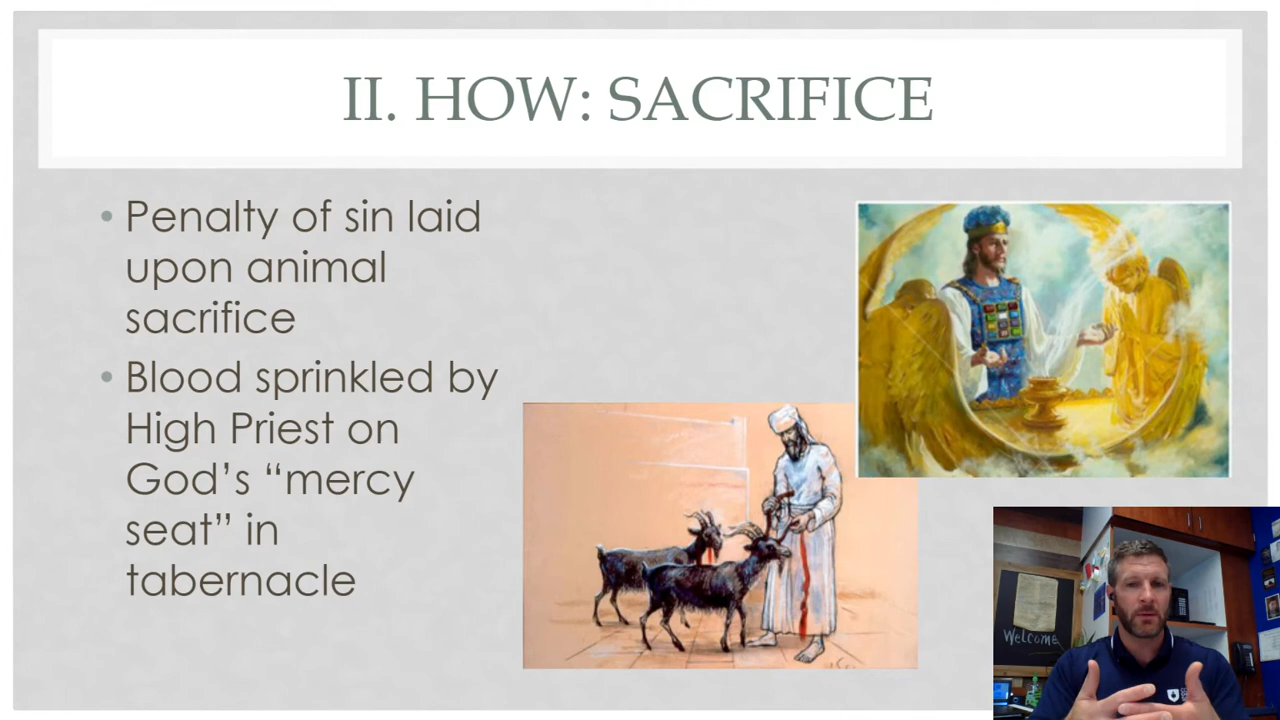 II. HOW: SACRIFICE
• Penalty of sin laid
upon animal
sacrifice
• Blood sprinkled by
High Priest on
God’s “mercy
seat” in
tabernacle
Welcome